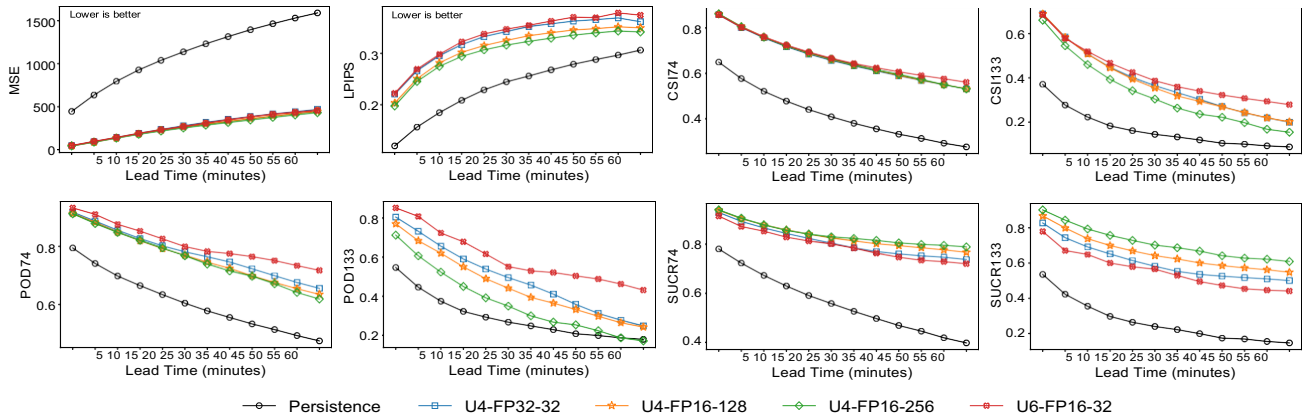 Lower is better
1500
1000
500
0
MSE
5 10 15 20 25 30 35 40 45 50 55 60
Lead Time (minutes)
Lower is better
0.3
0.2
LPIPS
5 10 15 20 25 30 35 40 45 50 55 60
Lead Time (minutes)
0.8
0.6
0.4
CSI74
5 10 15 20 25 30 35 40 45 50 55 60
Lead Time (minutes)
0.6
0.4
0.2
CSI133
5 10 15 20 25 30 35 40 45 50 55 60
Lead Time (minutes)
0.8
0.6
POD74
5 10 15 20 25 30 35 40 45 50 55 60
Lead Time (minutes)
0.8
0.6
0.4
0.2
POD133
5 10 15 20 25 30 35 40 45 50 55 60
Lead Time (minutes)
0.8
0.6
0.4
SUCR74
5 10 15 20 25 30 35 40 45 50 55 60
Lead Time (minutes)
0.8
0.6
0.4
0.2
SUCR133
5 10 15 20 25 30 35 40 45 50 55 60
Lead Time (minutes)
Persistence U4-FP32-32 U4-FP16-128 U4-FP16-256 U6-FP16-32